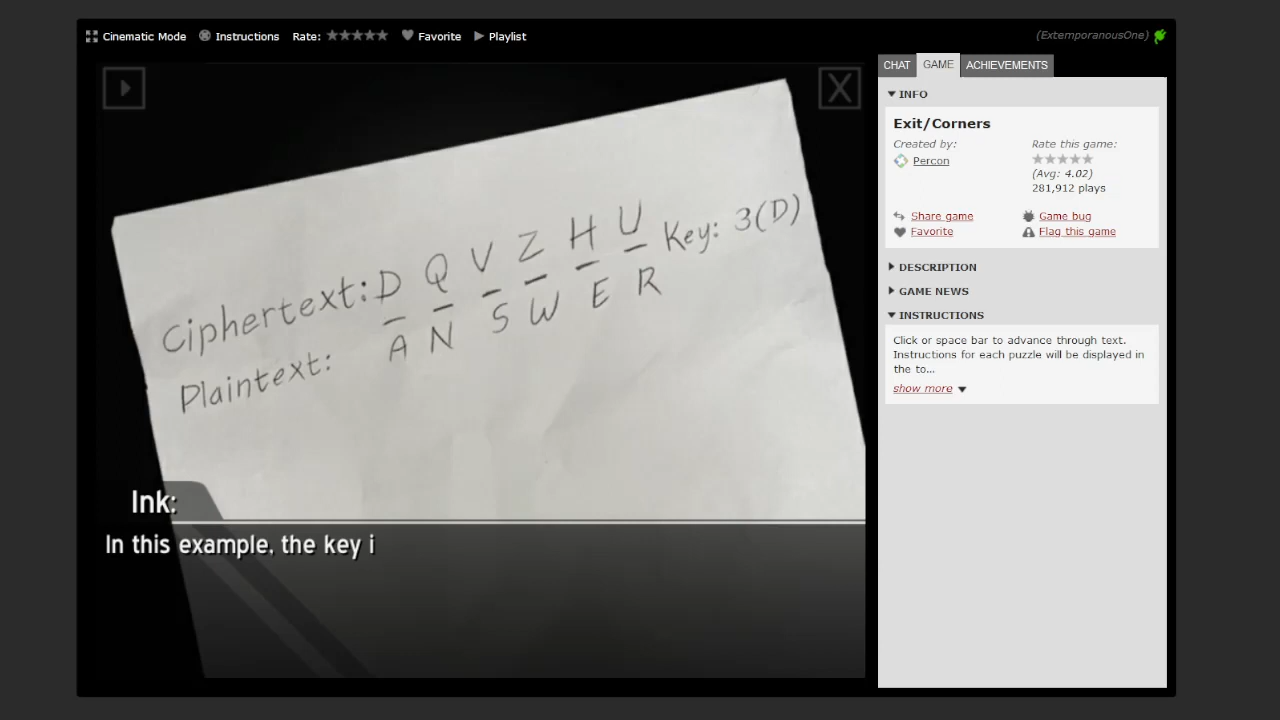 Cinematic Mode Instructions Rate: Favorite Playlist
(ExtemporanousOne)
CHAT GAME ACHIEVEMENTS
INFO
Exit/Corners
Created by:
Percon
Rate this game:
(Avg: 4.02)
281,912 plays
Share game
Game bug
Favorite
Flag this game
DESCRIPTION
GAME NEWS
INSTRUCTIONS
Click or space bar to advance through text.
Instructions for each puzzle will be displayed in
the to...
show more
X
Ciphertext: D Q V Z H U Key: 3(D)
Plaintext: A N S W E R
Ink:
In this example, the key i